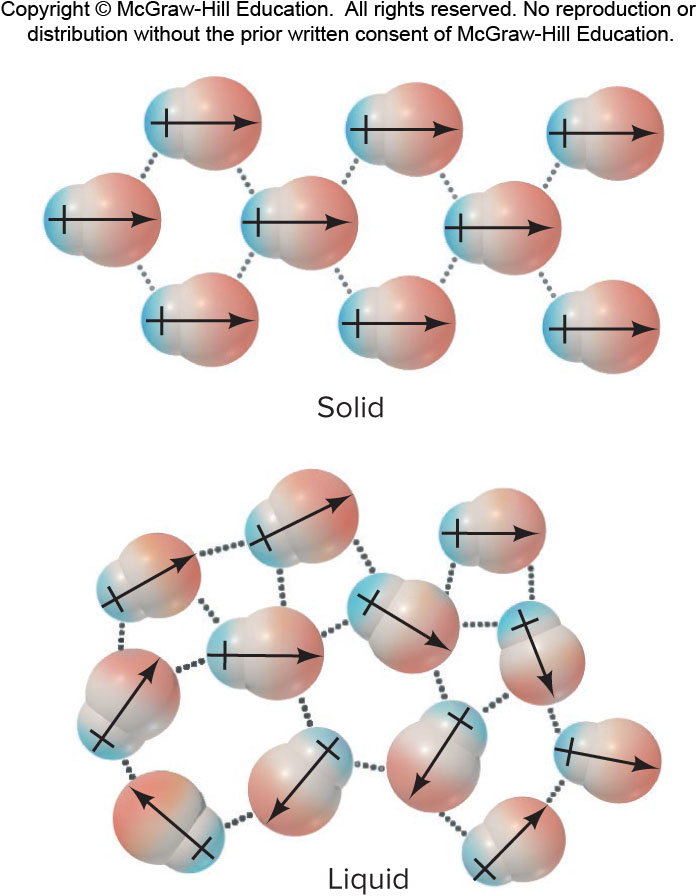 Copyright © McGraw-Hill Education. All rights reserved. No reproduction or
distribution without the prior written consent of McGraw-Hill Education.
Solid
Liquid